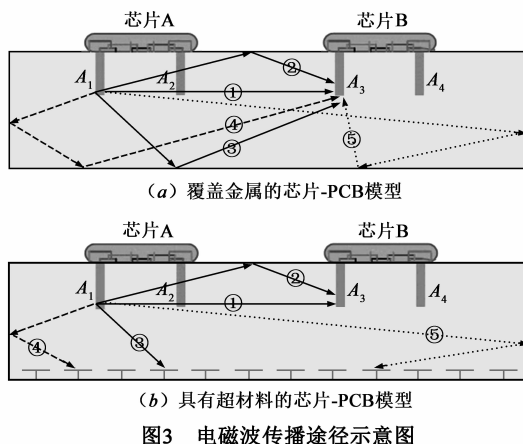 芯片A 芯片B
A1 A2 A3 A4
① ② ③ ④ ⑤
(a) 覆盖金属的芯片-PCB模型
芯片A 芯片B
A1 A2 A3 A4
① ② ③ ④ ⑤
(b) 具有超材料的芯片-PCB模型
图3 电磁波传播途径示意图